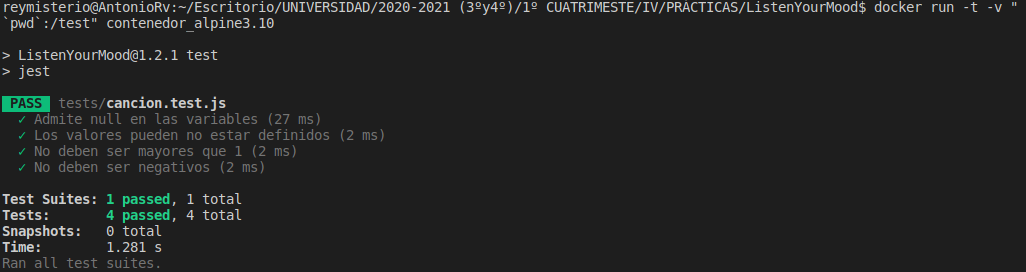 reymisterio@AntonioRv:~/Escritorio/UNIVERSIDAD/2020-2021 (3ºy4º)/1º CUATRIMESTE/IV/PRACTICAS/ListenYourMood$ docker run -t -v "
`pwd`:/test" contenedor_alpine3.10
> ListenYourMood@1.2.1 test
> jest
PASS tests/cancion.test.js
✓ Admite null en las variables (27 ms)
✓ Los valores pueden no estar definidos (2 ms)
✓ No deben ser mayores que 1 (2 ms)
✓ No deben ser negativos (2 ms)
Test Suites: 1 passed, 1 total
Tests: 4 passed, 4 total
Snapshots: 0 total
Time: 1.281 s
Ran all test suites.